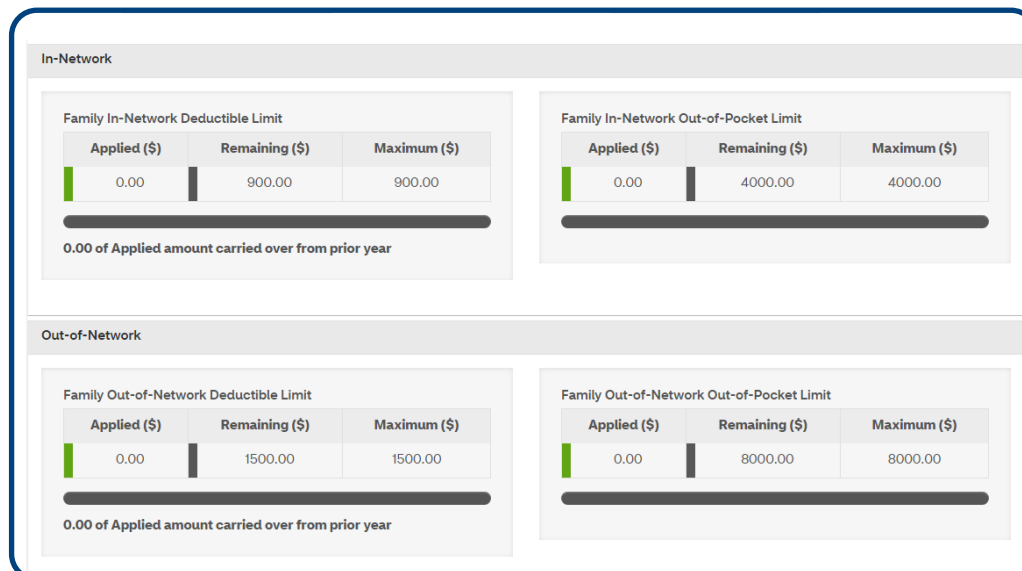 In-Network
Family In-Network Deductible Limit
Applied ($) Remaining ($) Maximum ($)
0.00 900.00 900.00
0.00 of Applied amount carried over from prior year
Family In-Network Out-of-Pocket Limit
Applied ($) Remaining ($) Maximum ($)
0.00 4000.00 4000.00
Out-of-Network
Family Out-of-Network Deductible Limit
Applied ($) Remaining ($) Maximum ($)
0.00 1500.00 1500.00
0.00 of Applied amount carried over from prior year
Family Out-of-Network Out-of-Pocket Limit
Applied ($) Remaining ($) Maximum ($)
0.00 8000.00 8000.00